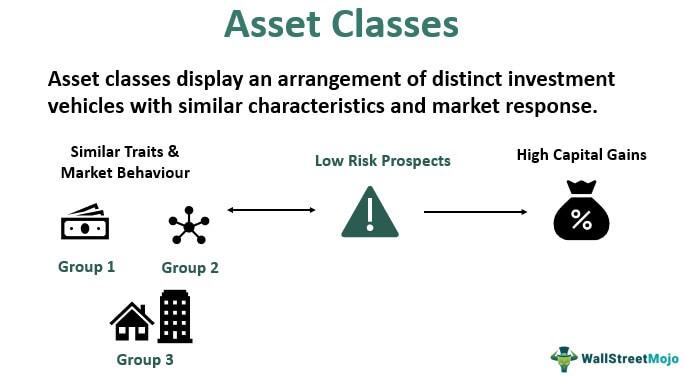 Asset Classes
Asset classes display an arrangement of distinct investment
vehicles with similar characteristics and market response.
Similar Traits &
Market Behaviour
Low Risk Prospects
High Capital Gains
%
Group 1
Group 2
Group 3
WallStreetMojo